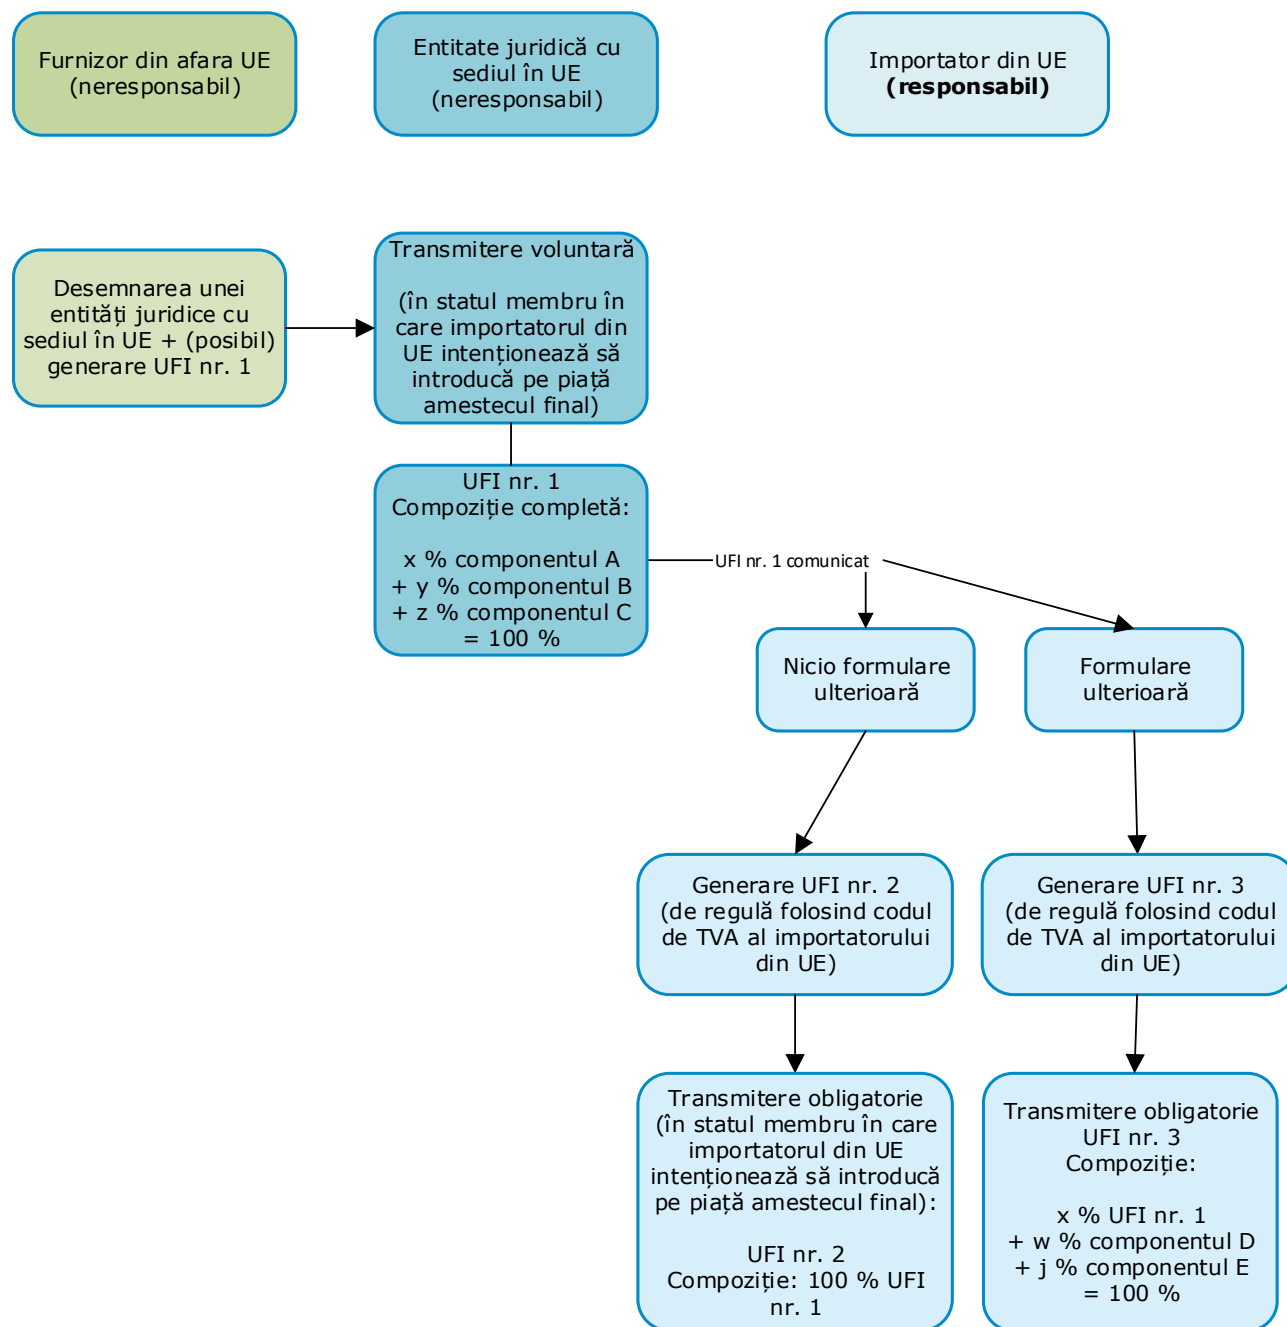 Furnizor din afara UE
(neresponsabil)
Entitate juridică cu
sediul în UE
(neresponsabil)
Importator din UE
(responsabil)
Desemnarea unei
entități juridice cu
sediul în UE + (posibil)
generare UFI nr. 1
Transmitere voluntară
(în statul membru în
care importatorul din
UE intenționează să
introducă pe piață
amestecul final)
UFI nr. 1
Compoziție completă:
x % componentul A
+ y % componentul B
+ z % componentul C
= 100 %
UFI nr. 1 comunicat
Nicio formulare
ulterioară
Formulare
ulterioară
Generare UFI nr. 2
(de regulă folosind codul
de TVA al importatorului
din UE)
Generare UFI nr. 3
(de regulă folosind codul
de TVA al importatorului
din UE)
Transmitere obligatorie
(în statul membru în care
importatorul din UE
intenționează să introducă
pe piață amestecul final):
UFI nr. 2
Compoziție: 100 % UFI
nr. 1
Transmitere obligatorie
UFI nr. 3
Compoziție:
x % UFI nr. 1
+ w % componentul D
+ j % componentul E
= 100 %